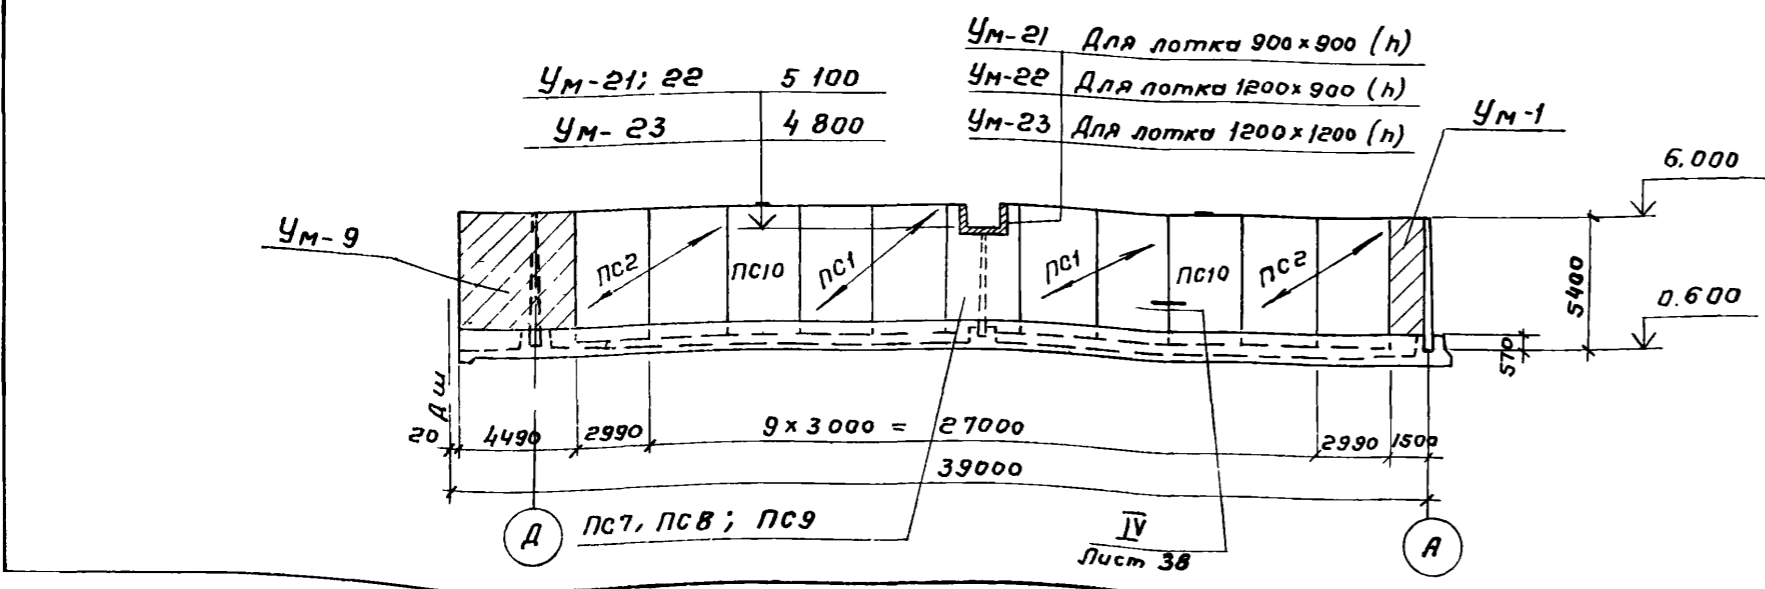 Ум-21 Для лотка 900×900 (h)
Ум-22 Для лотка 1200×900 (h)
Ум-23 Для лотка 1200×1200 (h)
Ум-21; 22 5 100
Ум-23 4 800
Ум-1
6.000
Ум-9
ПС2
ПС10
ПС1
ПС1
ПС10
ПС2
5400
0.600
570
Д Ш
20 4490 2990 9×3000 = 27000 2990 1500
39000
Д
ПС7, ПС8; ПС9
IV
Лист 38
А